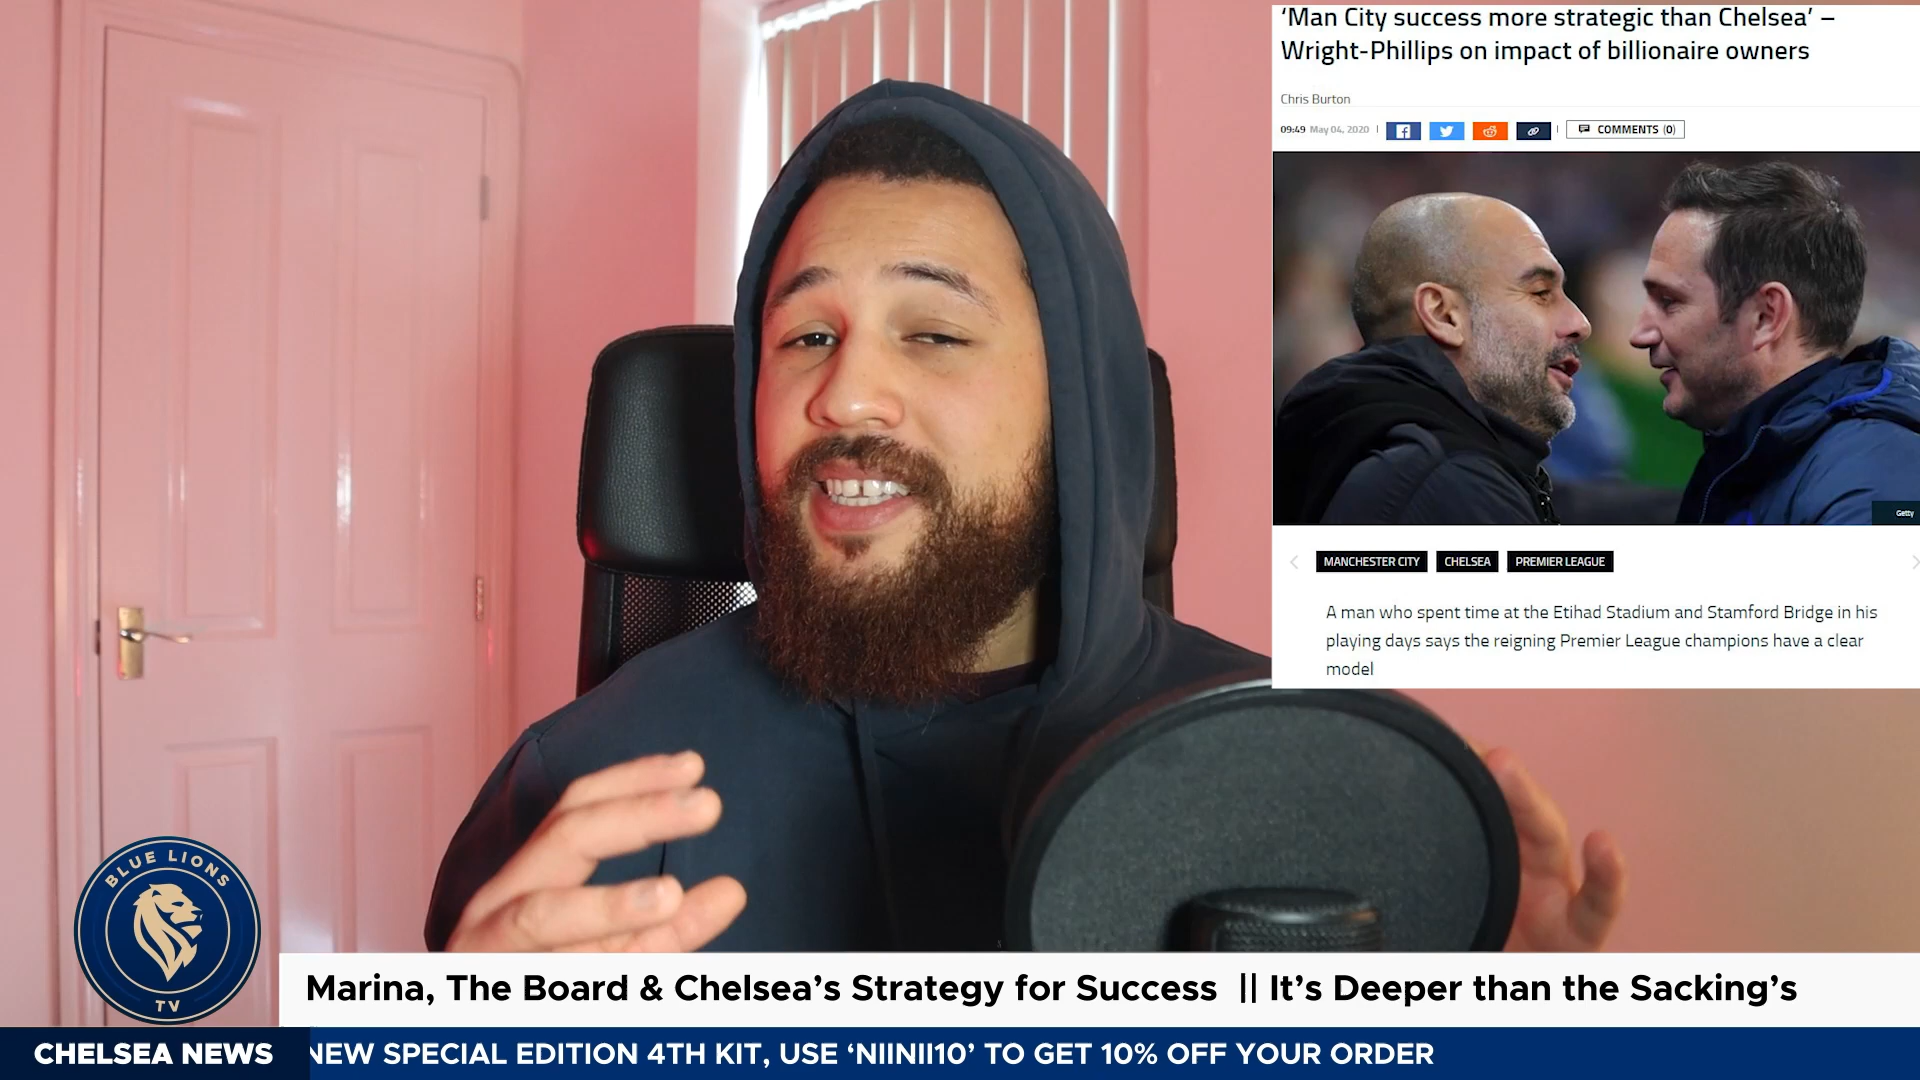 ‘Man City success more strategic than Chelsea’ –
Wright-Phillips on impact of billionaire owners
Chris Burton
09:49 May 04, 2020
COMMENTS (0)
Getty
MANCHESTER CITY
CHELSEA
PREMIER LEAGUE
A man who spent time at the Etihad Stadium and Stamford Bridge in his
playing days says the reigning Premier League champions have a clear
model
BLUE LIONS
TV
Marina, The Board & Chelsea’s Strategy for Success || It’s Deeper than the Sacking’s
CHELSEA NEWS
NEW SPECIAL EDITION 4TH KIT, USE ‘NIINII10’ TO GET 10% OFF YOUR ORDER